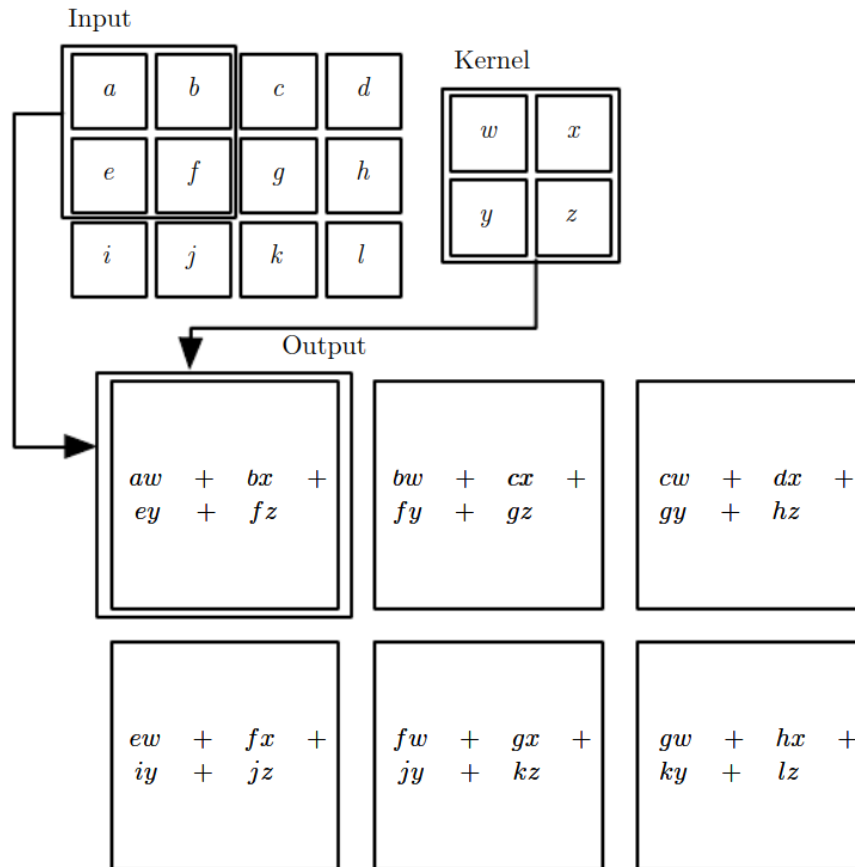 Input
Kernel
a b c d
w x
e f g h
y z
i j k l
Output
aw + bx +
ey + fz
bw + cx +
fy + gz
cw + dx +
gy + hz
ew + fx +
iy + jz
fw + gx +
jy + kz
gw + hx +
ky + lz